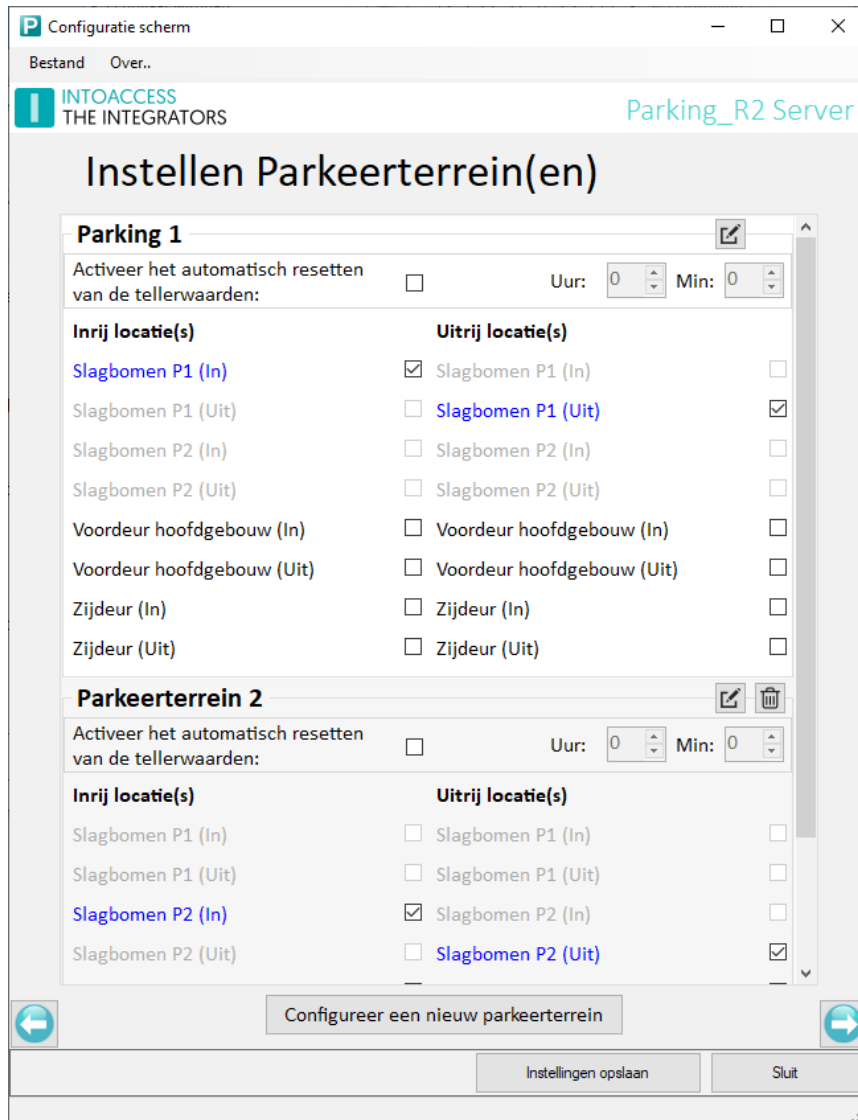 Configuratie scherm
Bestand Over..
INTOACCESS
THE INTEGRATORS
Parking_R2 Server
Instellen Parkeerterrein(en)
Parking 1
Activeer het automatisch resetten
van de tellerwaarden:
Uur: 0 Min: 0
Inrij locatie(s) Uitrij locatie(s)
Slagbomen P1 (In) Slagbomen P1 (In)
Slagbomen P1 (Uit) Slagbomen P1 (Uit)
Slagbomen P2 (In) Slagbomen P2 (In)
Slagbomen P2 (Uit) Slagbomen P2 (Uit)
Voordeur hoofdgebouw (In) Voordeur hoofdgebouw (In)
Voordeur hoofdgebouw (Uit) Voordeur hoofdgebouw (Uit)
Zijdeur (In) Zijdeur (In)
Zijdeur (Uit) Zijdeur (Uit)
Parkeerterrein 2
Activeer het automatisch resetten
van de tellerwaarden:
Uur: 0 Min: 0
Inrij locatie(s) Uitrij locatie(s)
Slagbomen P1 (In) Slagbomen P1 (In)
Slagbomen P1 (Uit) Slagbomen P1 (Uit)
Slagbomen P2 (In) Slagbomen P2 (In)
Slagbomen P2 (Uit) Slagbomen P2 (Uit)
Configureer een nieuw parkeerterrein
Instellingen opslaan Sluit